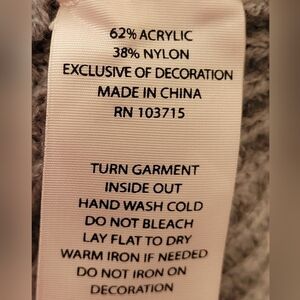 62% ACRYLIC
38% NYLON
EXCLUSIVE OF DECORATION
MADE IN CHINA
RN 103715
TURN GARMENT
INSIDE OUT
HAND WASH COLD
DO NOT BLEACH
LAY FLAT TO DRY
WARM IRON IF NEEDED
DO NOT IRON ON
DECORATION